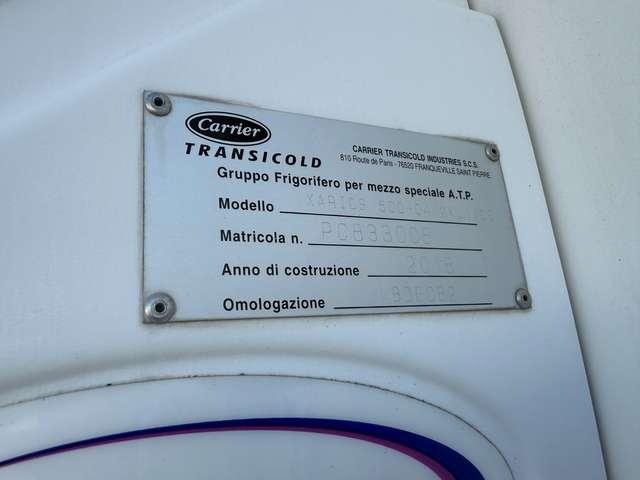 Carrier
TRANSICOLD
CARRIER TRANSICOLD INDUSTRIES S.C.S.
810 Route de Paris - 76520 FRANQUEVILLE SAINT PIERRE
Gruppo Frigorifero per mezzo speciale A.T.P.
Modello XARIOS
Matricola n.
Anno di costruzione
Omologazione